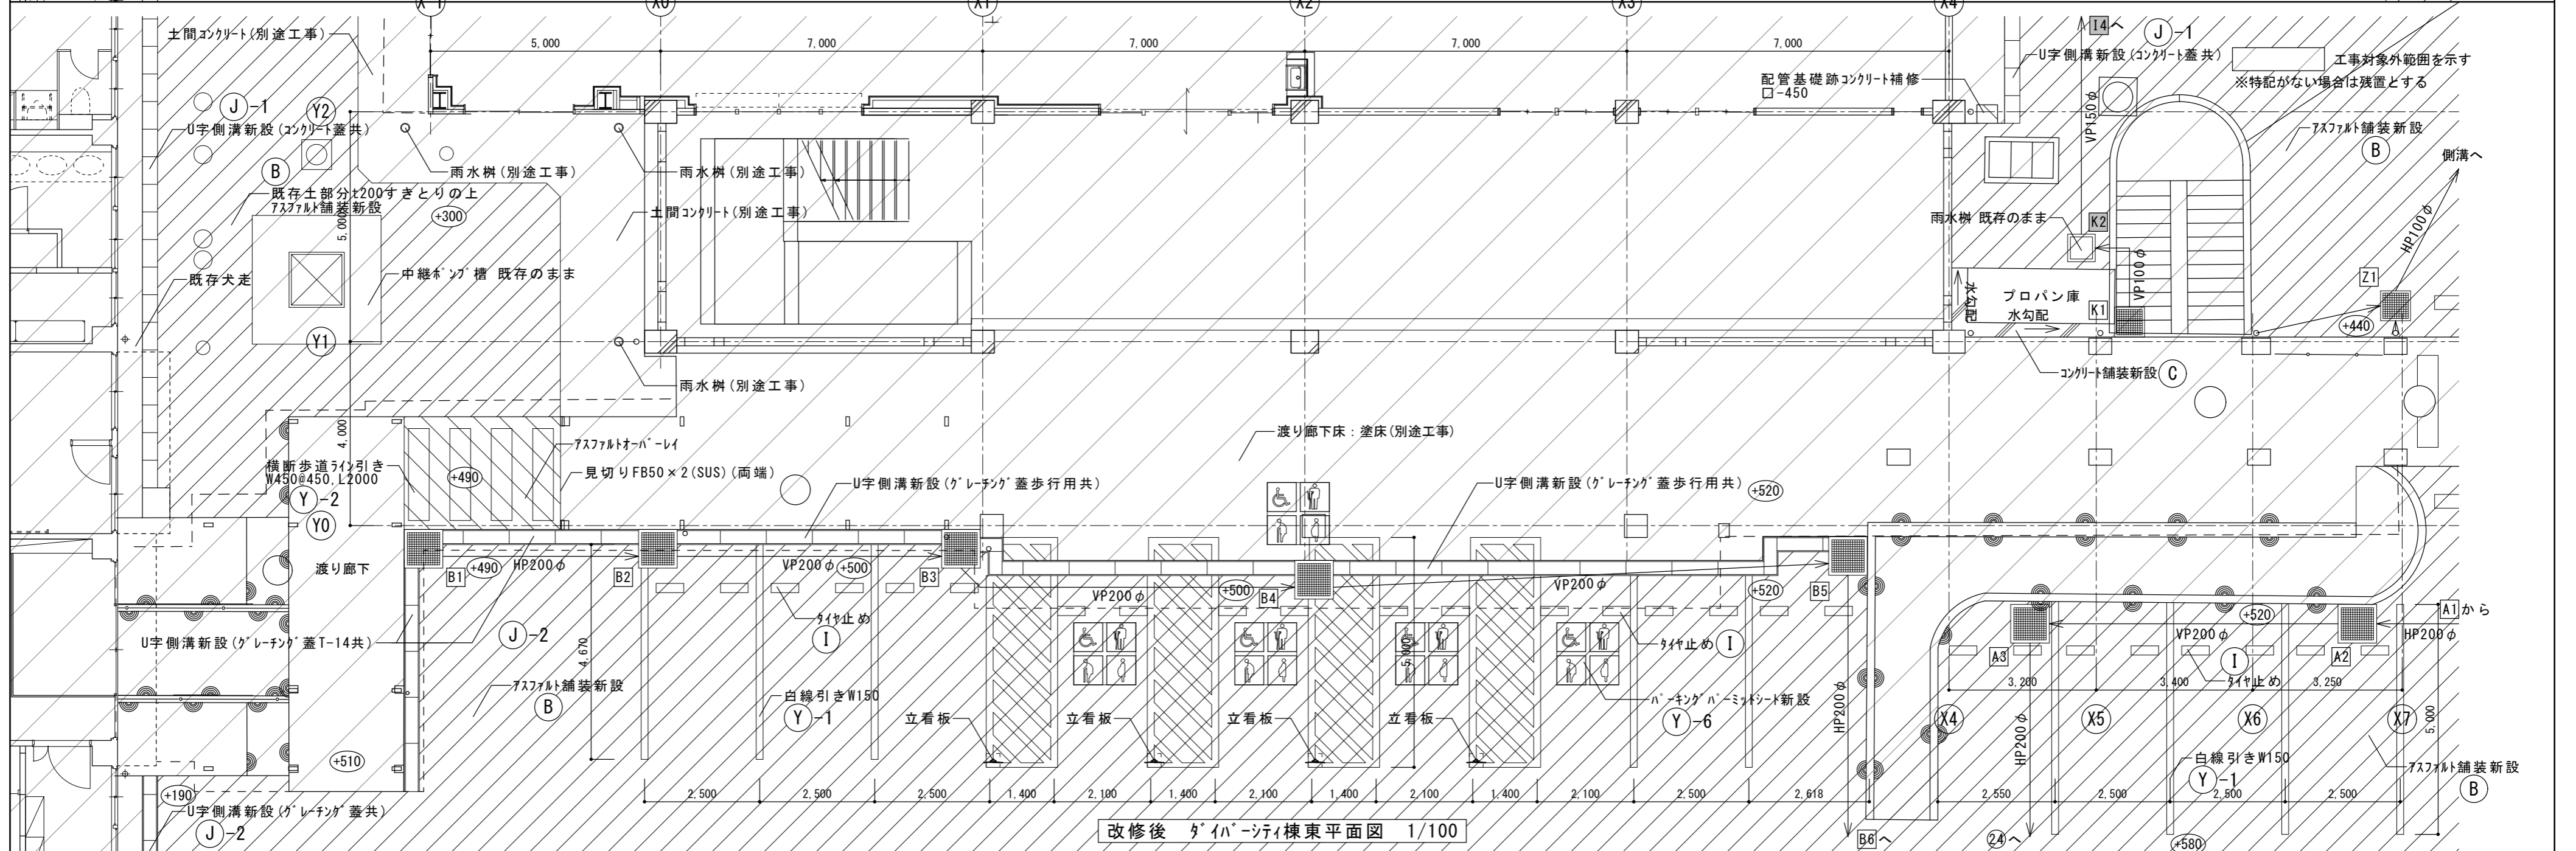 X0
X1
X2
X3
X4
5,000
7,000
7,000
7,000
7,000
土間コンクリート(別途工事)
J-1
Y2
U字側溝新設(コンクリート蓋共)
B
既存土部分t200すきとりの上
アスファルト舗装新設
+300
5,000
雨水桝(別途工事)
雨水桝(別途工事)
土間コンクリート(別途工事)
既存犬走
中継ポンプ槽 既存のまま
Y1
雨水桝(別途工事)
配管基礎跡コンクリート補修
□-450
I4へ
J-1
U字側溝新設(コンクリート蓋共)
工事対象外範囲を示す
※特記がない場合は残置とする
VP150φ
アスファルト舗装新設
B
側溝へ
雨水桝 既存のまま
K2
HP100φ
Z1
VP100φ
プロパン庫
K1
水勾配
水勾配
+440
コンクリート舗装新設 C
4,000
アスファルトオーバーレイ
横断歩道ライン引き
W450@450,L2000
Y-2
+490
見切りFB50×2(SUS)(両端)
Y0
U字側溝新設(グレーチング蓋歩行用共)
渡り廊下床：塗床(別途工事)
U字側溝新設(グレーチング蓋歩行用共)
+520
渡り廊下
B1
+490
HP200φ
B2
VP200φ
+500
B3
VP200φ
+500
B4
VP200φ
+520
B5
U字側溝新設(グレーチング蓋T-14共)
J-2
4,670
タイヤ止め
I
5,000
タイヤ止め I
アスファルト舗装新設
B
白線引きW150
Y-1
立看板
立看板
立看板
立看板
パーキングパーミットシート新設
Y-6
HP200φ
A1から
+520
VP200φ
HP200φ
A3
I
A2
タイヤ止め
3,200
3,400
3,250
X4
X5
X6
X7
HP200φ
5,000
白線引きW150
Y-1
アスファルト舗装新設
B
+510
+190
U字側溝新設(グレーチング蓋共)
J-2
2,500
2,500
2,500
1,400
2,100
1,400
2,100
1,400
2,100
1,400
2,100
2,500
2,618
2,550
2,500
2,500
2,500
改修後 ダイバーシティ棟東平面図 1/100
B6へ
24へ
+580